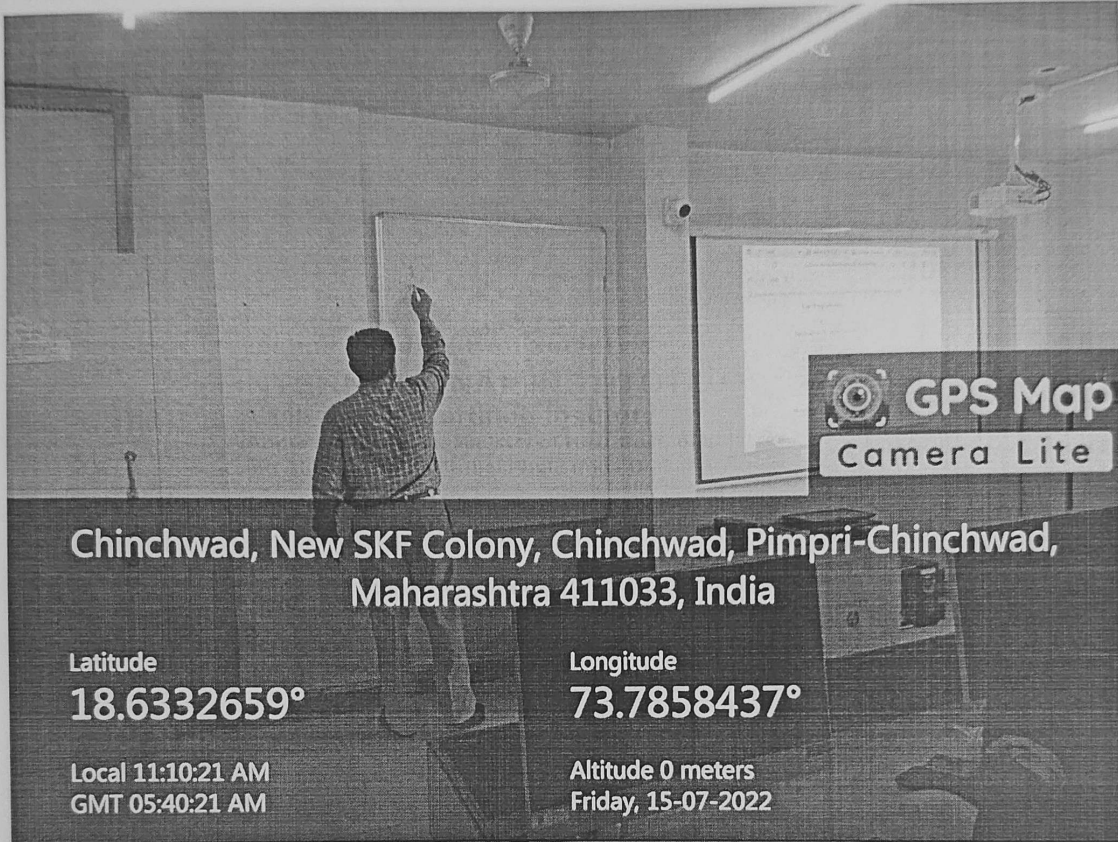 GPS Map
Camera Lite
Chinchwad, New SKF Colony, Chinchwad, Pimpri-Chinchwad,
Maharashtra 411033, India
Latitude
18.6332659°
Longitude
73.7858437°
Local 11:10:21 AM
GMT 05:40:21 AM
Altitude 0 meters
Friday, 15-07-2022